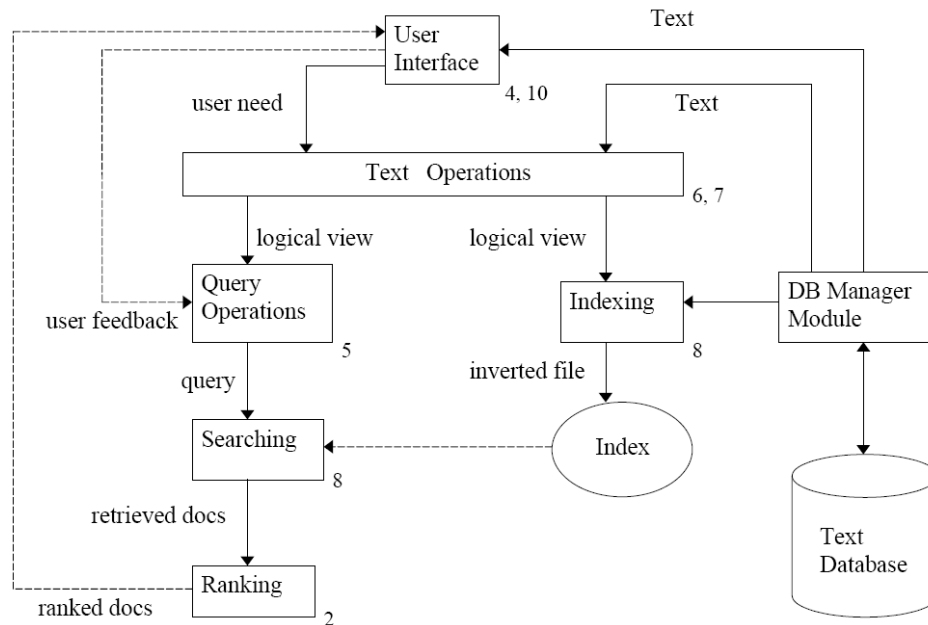 Text
User
Interface
4, 10
user need
Text
Text Operations
6, 7
logical view
logical view
Query
Operations
5
user feedback
Indexing
8
DB Manager
Module
query
inverted file
Searching
8
Index
retrieved docs
Text
Database
Ranking
2
ranked docs